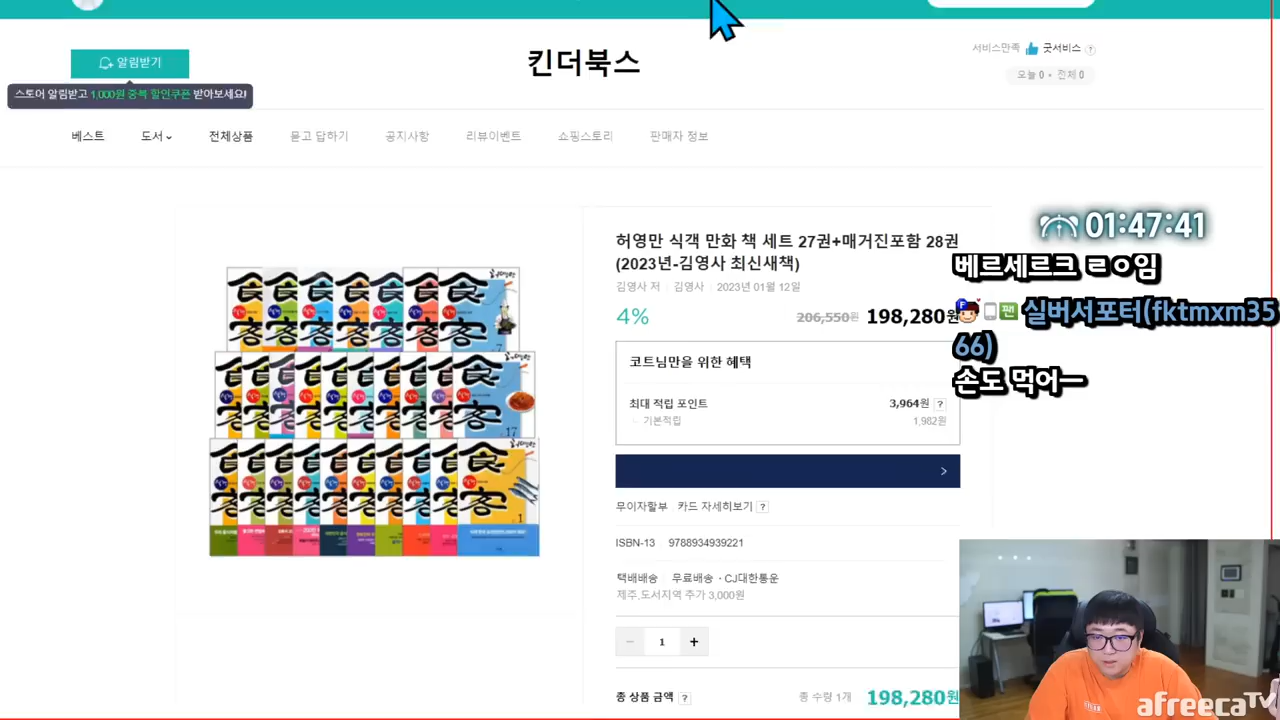 알림받기
킨더북스
서비스만족 굿서비스 ?
오늘 0 • 전체 0
스토어 알림받고 1,000원 중복 할인쿠폰 받아보세요!
베스트 도서 전체상품 묻고 답하기 공지사항 리뷰이벤트 쇼핑스토리 판매자 정보
허영만 식객 만화 책 세트 27권+매거진포함 28권
(2023년-김영사 최신새책)
김영사 저 | 김영사 | 2023년 01월 12일
4% 206,550원 198,280원
코트님만을 위한 혜택
최대 적립 포인트 3,964원 ?
기본적립 1,982원
>
무이자할부 카드 자세히보기 ?
ISBN-13 9788934939221
택배배송 무료배송 · CJ대한통운
제주,도서지역 추가 3,000원
− 1 +
총 상품 금액 ? 총 수량 1개 198,280원
01:47:41
베르세르크 ㄹㅇ임
F 팬 실버서포터(fktmxm35
66)
손도 먹어ㅡ
食客
7
食客
17
食客
1
afreecaTV